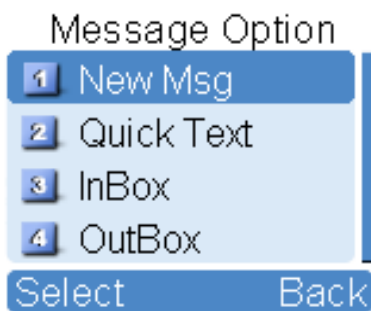 Message Option
1 New Msg
2 Quick Text
3 InBox
4 OutBox
Select Back